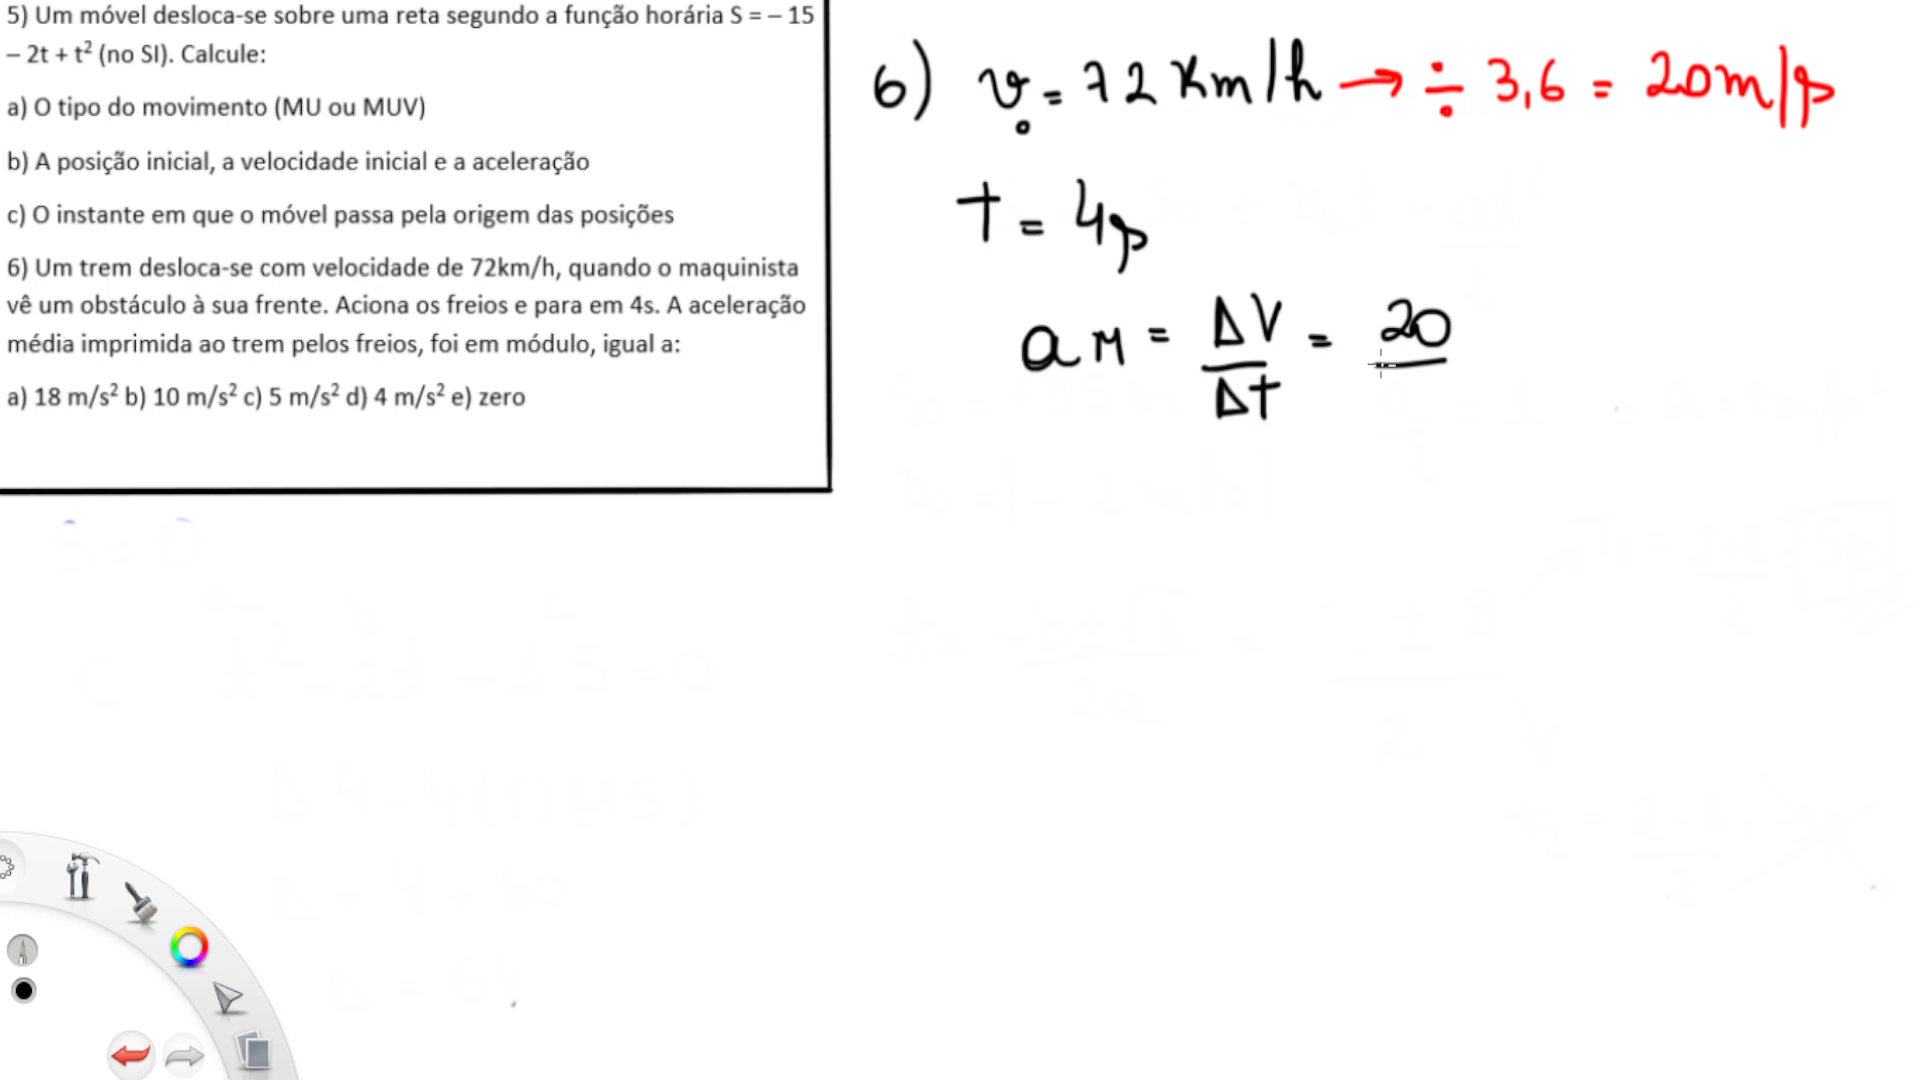 5) Um móvel desloca-se sobre uma reta segundo a função horária S = – 15
– 2t + t² (no SI). Calcule:
a) O tipo do movimento (MU ou MUV)
b) A posição inicial, a velocidade inicial e a aceleração
c) O instante em que o móvel passa pela origem das posições
6) Um trem desloca-se com velocidade de 72km/h, quando o maquinista
vê um obstáculo à sua frente. Aciona os freios e para em 4s. A aceleração
média imprimida ao trem pelos freios, foi em módulo, igual a:
a) 18 m/s² b) 10 m/s² c) 5 m/s² d) 4 m/s² e) zero
6) v₀ = 72 Km/h → ÷ 3,6 = 20m/s
T = 4s
aM = ΔV/ΔT = 20